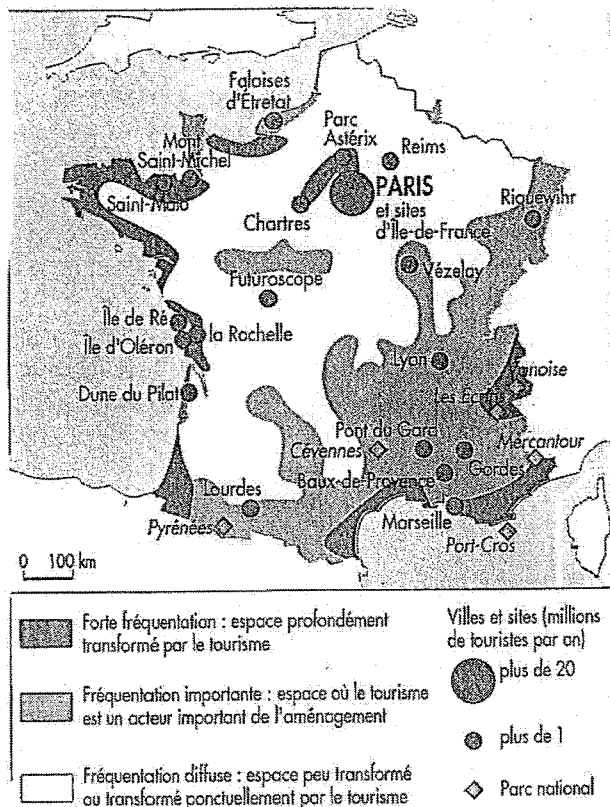 Falaises
d'Étretat
Mont
Saint-Michel
Saint-Malo
Parc
Astérix
Reims
PARIS
et sites
d'Île-de-France
Chartres
Riquewihr
Vézelay
Futuroscope
Île de Ré
la Rochelle
Île d'Oléron
Lyon
Vanoise
Les Écrins
Dune du Pilat
Pont du Gard
Cévennes
Mercantour
Gordes
Baux-de-Provence
Lourdes
Marseille
Pyrénées
Port-Cros
0 100 km
Forte fréquentation : espace profondément
transformé par le tourisme
Fréquentation importante : espace où le tourisme
est un acteur important de l'aménagement
Fréquentation diffuse : espace peu transformé
ou transformé ponctuellement par le tourisme
Villes et sites (millions
de touristes par an)
plus de 20
plus de 1
Parc national